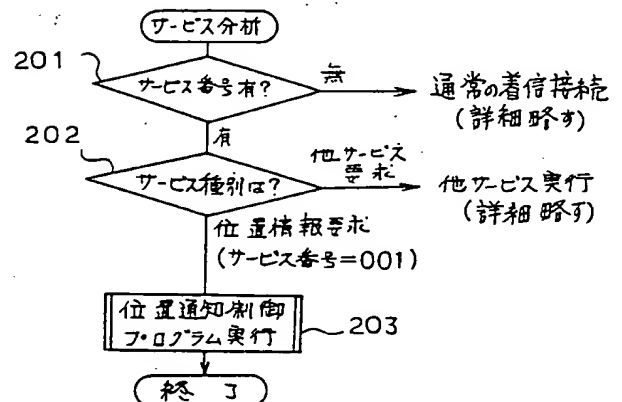 サービス分析
201
サービス番号有?
無
通常の着信接続
(詳細略す)
有
202
サービス種別は?
他サービス
要求
他サービス実行
(詳細略す)
位置情報要求
(サービス番号=001)
位置通知制御
プログラム実行
203
終了